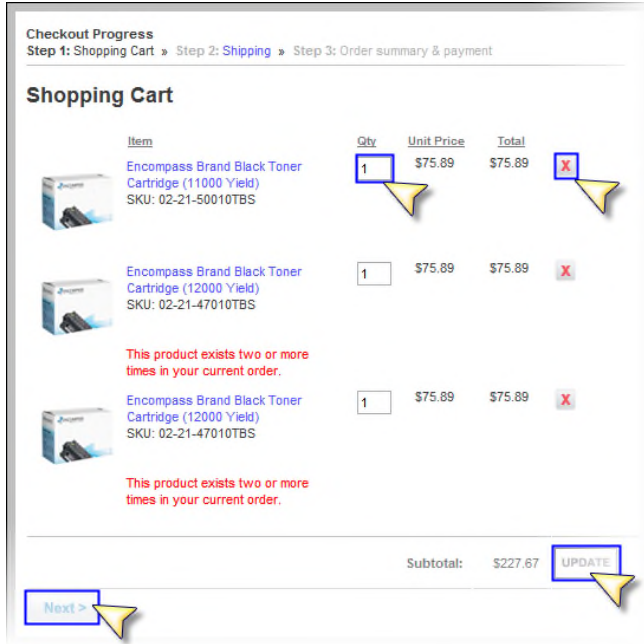 Checkout Progress
Step 1: Shopping Cart » Step 2: Shipping » Step 3: Order summary & payment
Shopping Cart
Item Qty Unit Price Total
Encompass Brand Black Toner 1 $75.89 $75.89 X
Cartridge (11000 Yield)
SKU: 02-21-50010TBS
Encompass Brand Black Toner 1 $75.89 $75.89 X
Cartridge (12000 Yield)
SKU: 02-21-47010TBS
This product exists two or more
times in your current order.
Encompass Brand Black Toner 1 $75.89 $75.89 X
Cartridge (12000 Yield)
SKU: 02-21-47010TBS
This product exists two or more
times in your current order.
Subtotal: $227.67 UPDATE
Next >